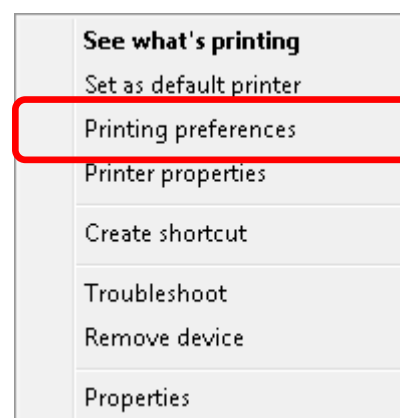 See what's printing
Set as default printer
Printing preferences
Printer properties
Create shortcut
Troubleshoot
Remove device
Properties